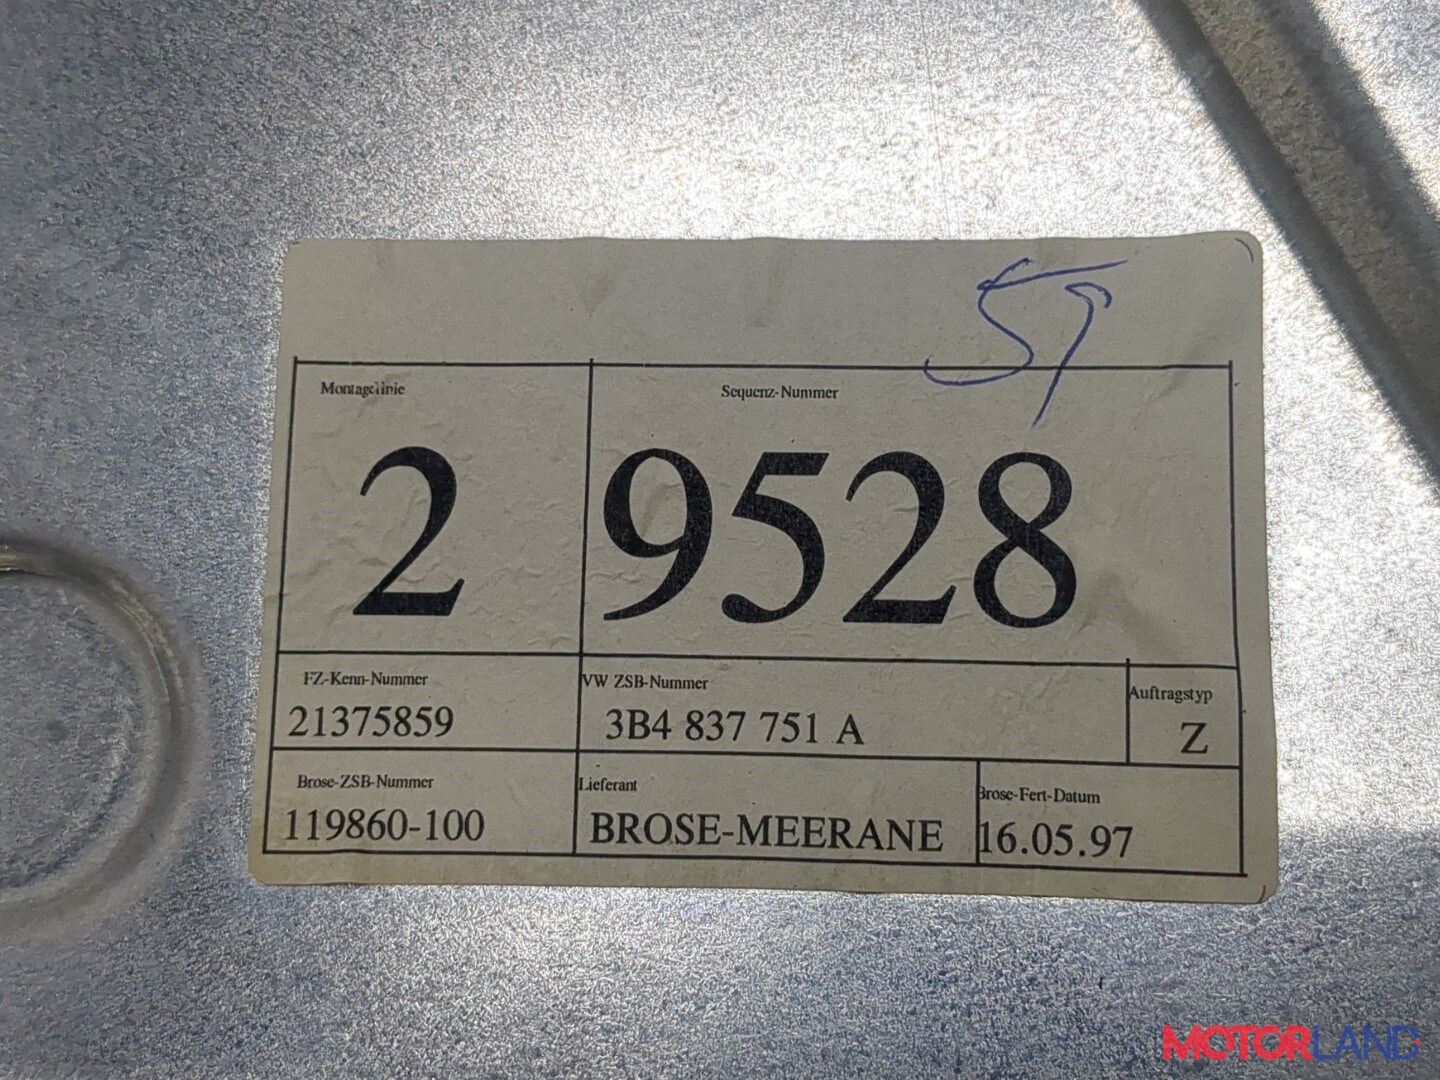 Montagelinie
Sequenz-Nummer
2
9528
FZ-Kenn-Nummer
VW ZSB-Nummer
Auftragstyp
21375859
3B4 837 751 A
Z
Brose-ZSB-Nummer
Lieferant
Brose-Fert-Datum
119860-100
BROSE-MEERANE
16.05.97
MOTORLAND